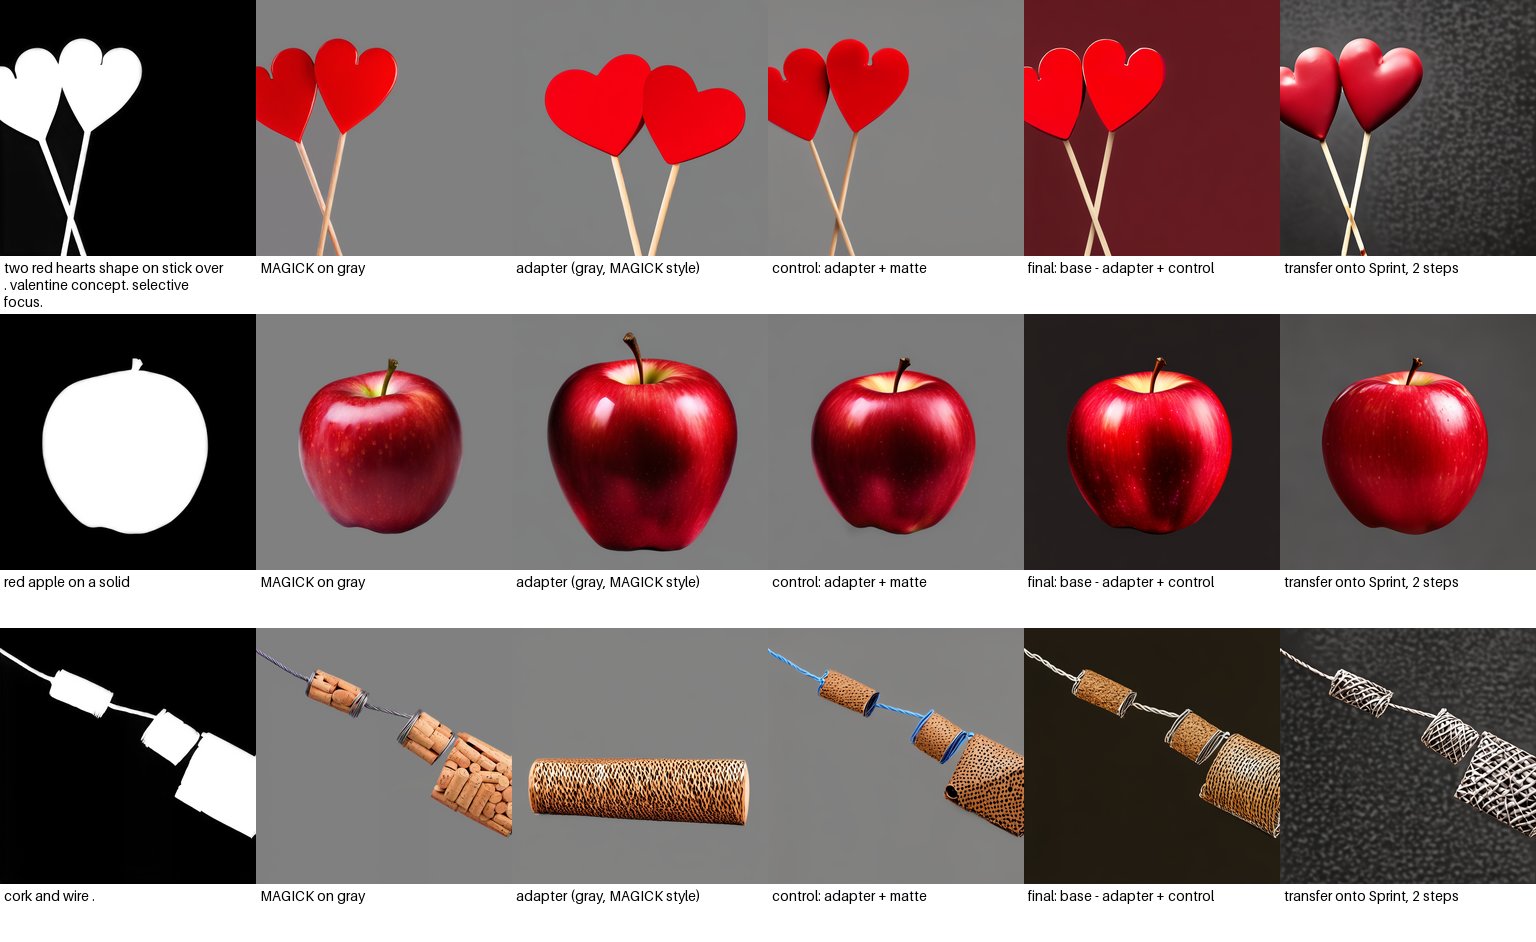 two red hearts shape on stick over
. valentine concept. selective
focus.
MAGICK on gray
adapter (gray, MAGICK style)
control: adapter + matte
final: base - adapter + control
transfer onto Sprint, 2 steps
red apple on a solid
MAGICK on gray
adapter (gray, MAGICK style)
control: adapter + matte
final: base - adapter + control
transfer onto Sprint, 2 steps
cork and wire .
MAGICK on gray
adapter (gray, MAGICK style)
control: adapter + matte
final: base - adapter + control
transfer onto Sprint, 2 steps